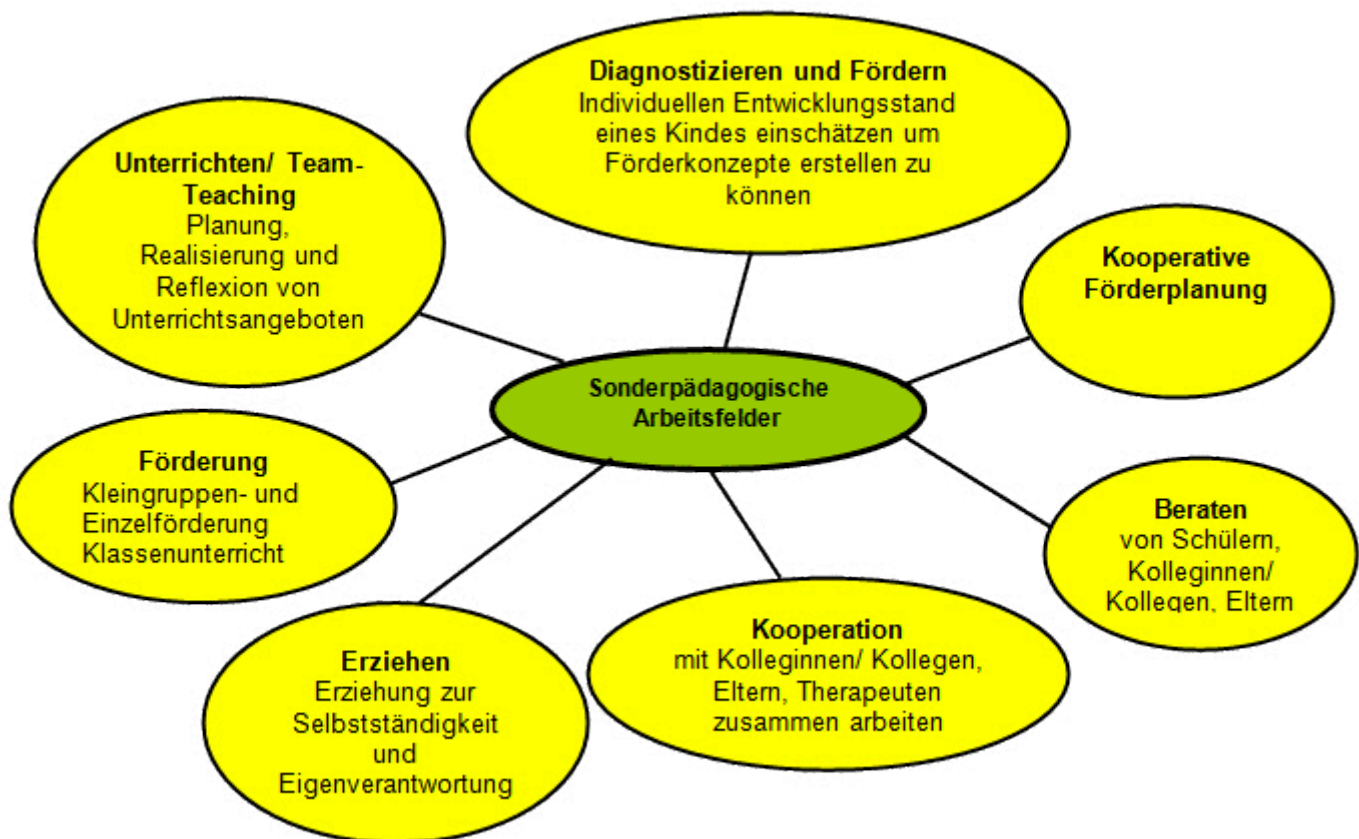 Diagnostizieren und Fördern
Individuellen Entwicklungsstand
eines Kindes einschätzen um
Förderkonzepte erstellen zu
können
Unterrichten/ Team-
Teaching
Planung,
Realisierung und
Reflexion von
Unterrichtsangeboten
Kooperative
Förderplanung
Sonderpädagogische
Arbeitsfelder
Förderung
Kleingruppen- und
Einzelförderung
Klassenunterricht
Beraten
von Schülern,
Kolleginnen/
Kollegen, Eltern
Kooperation
mit Kolleginnen/ Kollegen,
Eltern, Therapeuten
zusammen arbeiten
Erziehen
Erziehung zur
Selbstständigkeit
und
Eigenverantwortung